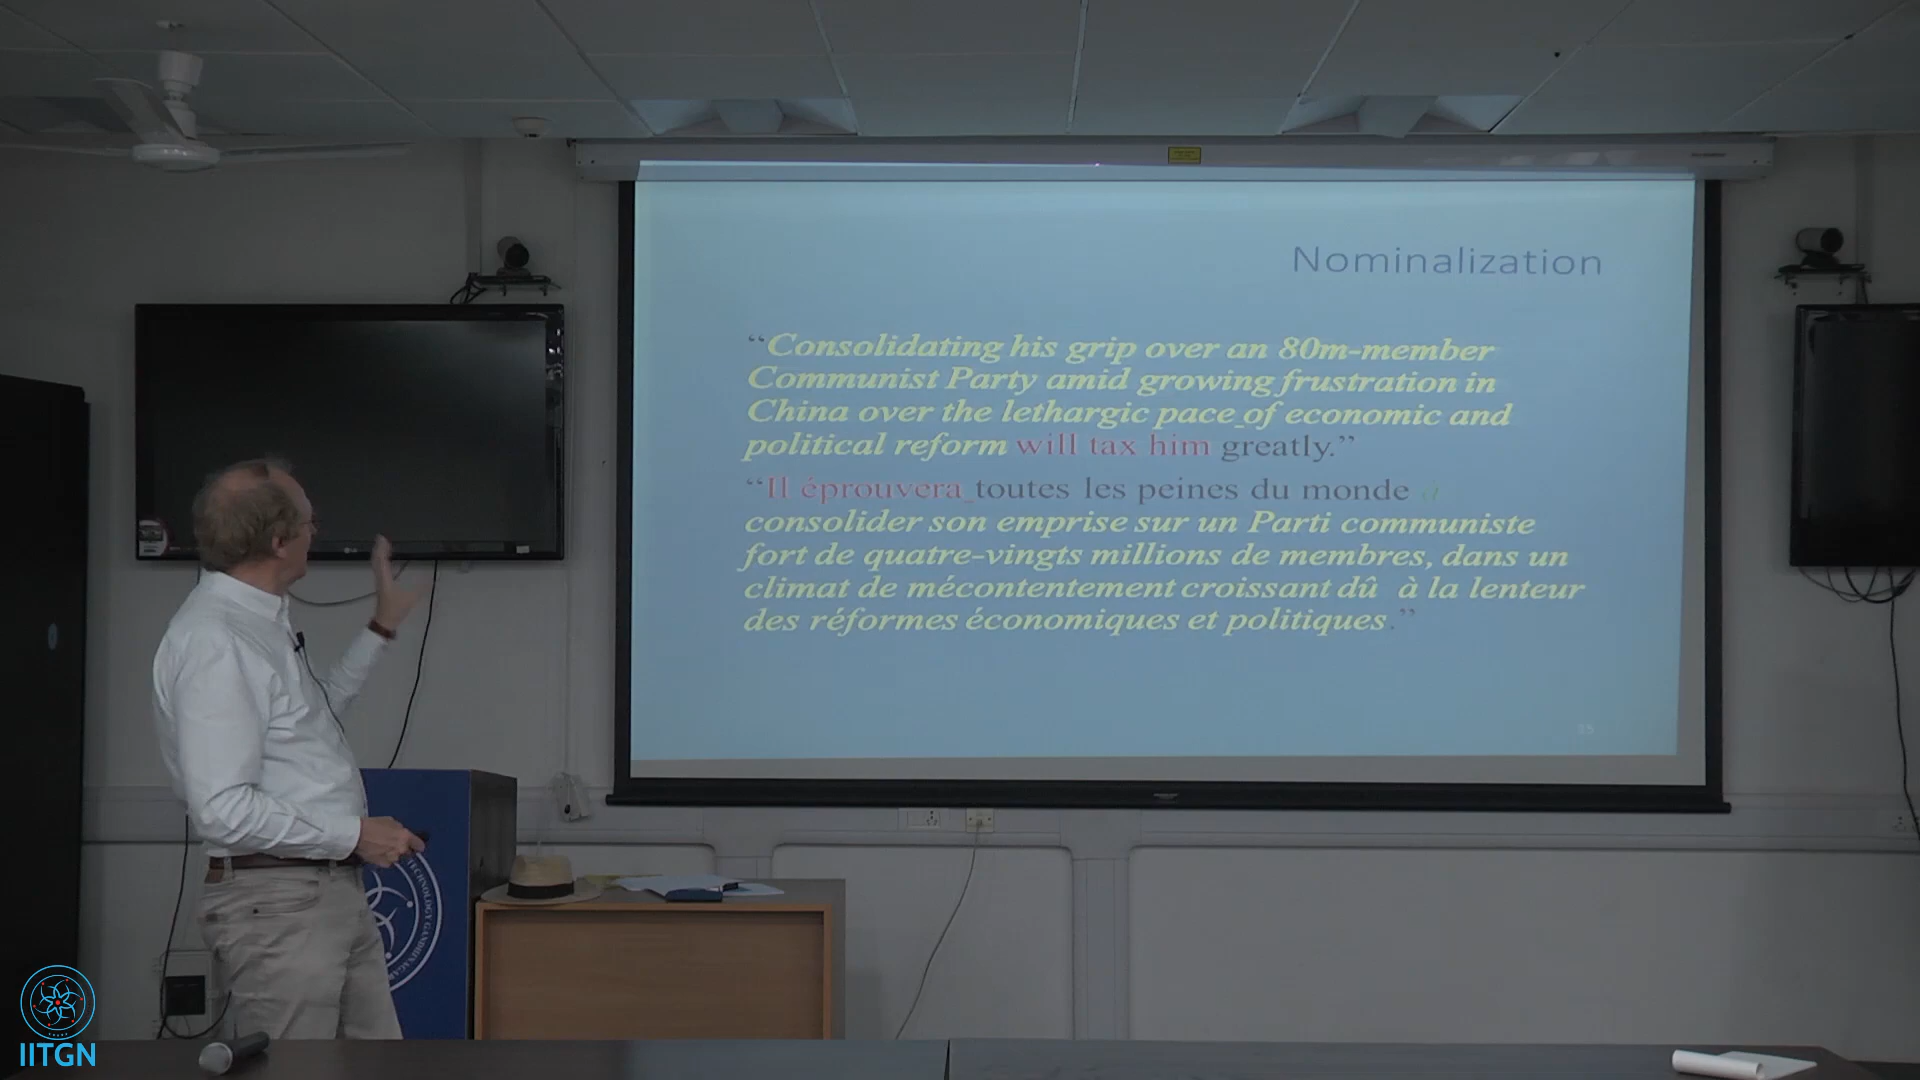 Nominalization
“Consolidating his grip over an 80m-member
Communist Party amid growing frustration in
China over the lethargic pace of economic and
political reform will tax him greatly.”
“Il éprouvera toutes les peines du monde à
consolider son emprise sur un Parti communiste
fort de quatre-vingts millions de membres, dans un
climat de mécontentement croissant dû à la lenteur
des réformes économiques et politiques.”
TECHNOLOGY GANDHINAGAR
IITGN